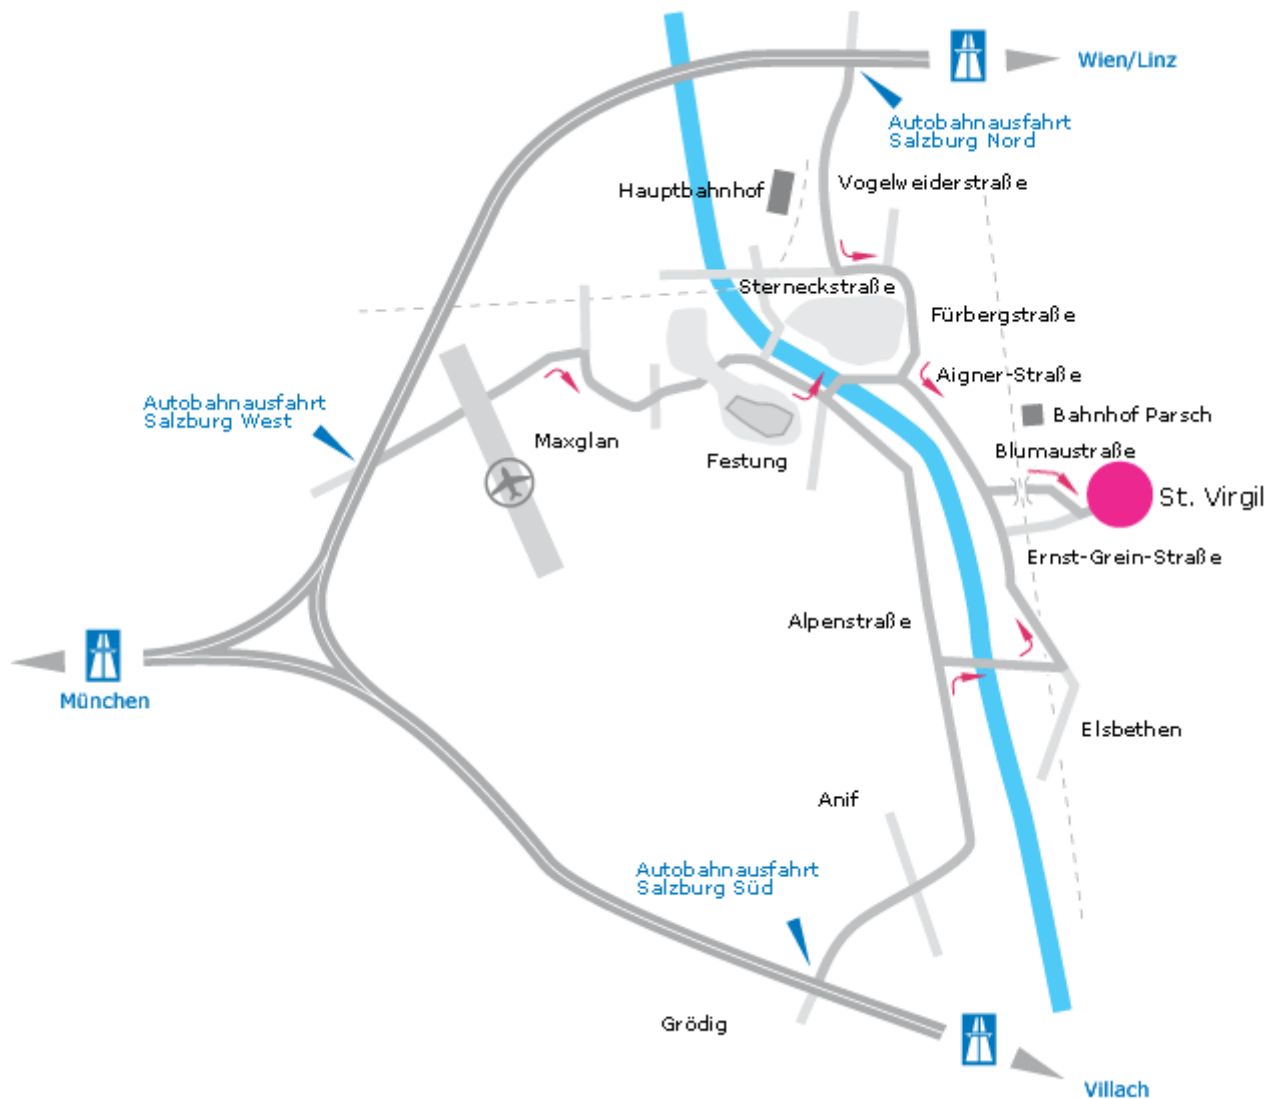 Wien/Linz
Autobahnausfahrt
Salzburg Nord
Hauptbahnhof
Vogelweiderstraße
Sterneckstraße
Fürbergstraße
Aigner-Straße
Autobahnausfahrt
Salzburg West
Bahnhof Parsch
Maxglan
Festung
Blumaustraße
St. Virgil
Ernst-Grein-Straße
Alpenstraße
München
Elsbethen
Anif
Autobahnausfahrt
Salzburg Süd
Grödig
Villach